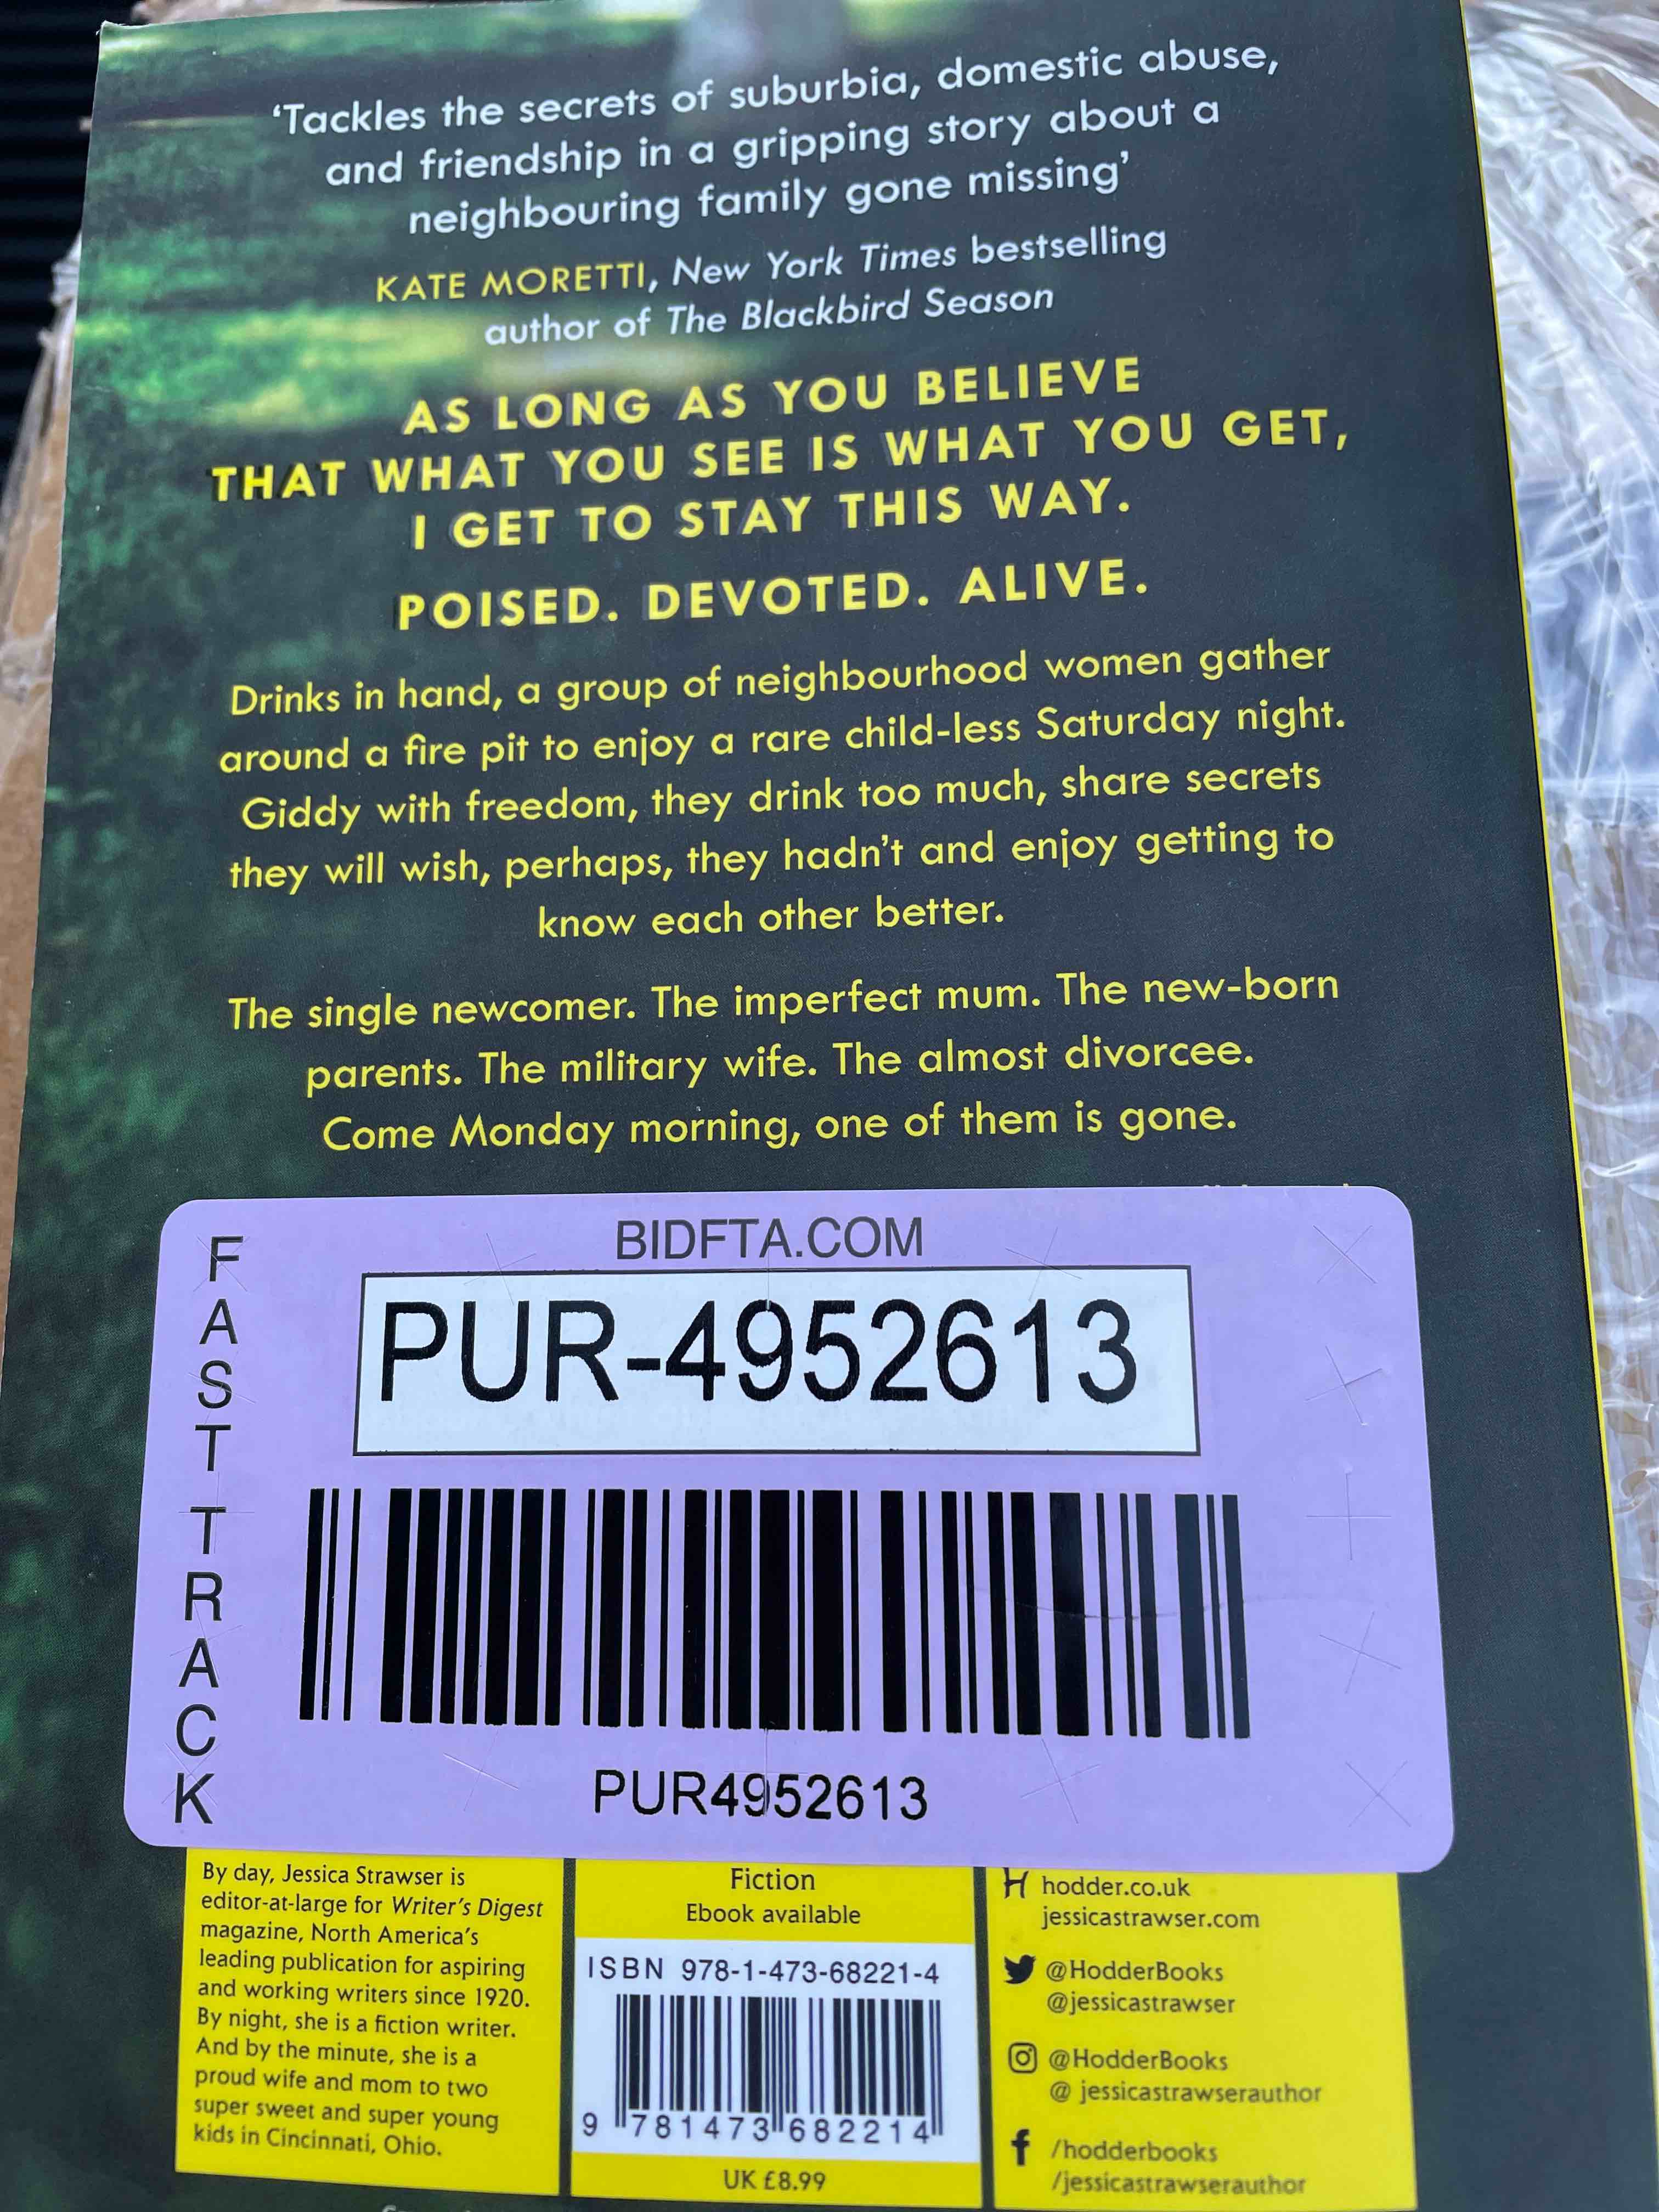 ‘Tackles the secrets of suburbia, domestic abuse,
and friendship in a gripping story about a
neighbouring family gone missing’
KATE MORETTI, New York Times bestselling
author of The Blackbird Season
AS LONG AS YOU BELIEVE
THAT WHAT YOU SEE IS WHAT YOU GET,
I GET TO STAY THIS WAY.
POISED. DEVOTED. ALIVE.
Drinks in hand, a group of neighbourhood women gather
around a fire pit to enjoy a rare child-less Saturday night.
Giddy with freedom, they drink too much, share secrets
they will wish, perhaps, they hadn’t and enjoy getting to
know each other better.
The single newcomer. The imperfect mum. The new-born
parents. The military wife. The almost divorcee.
Come Monday morning, one of them is gone.
FAST TRACK
BIDFTA.COM
PUR-4952613
PUR4952613
By day, Jessica Strawser is
editor-at-large for Writer’s Digest
magazine, North America’s
leading publication for aspiring
and working writers since 1920.
By night, she is a fiction writer.
And by the minute, she is a
proud wife and mom to two
super sweet and super young
kids in Cincinnati, Ohio.
Fiction
Ebook available
ISBN 978-1-473-68221-4
9 781473 682214
UK £8.99
hodder.co.uk
jessicastrawser.com
@HodderBooks
@jessicastrawser
@HodderBooks
@ jessicastrawserauthor
/hodderbooks
/jessicastrawserauthor